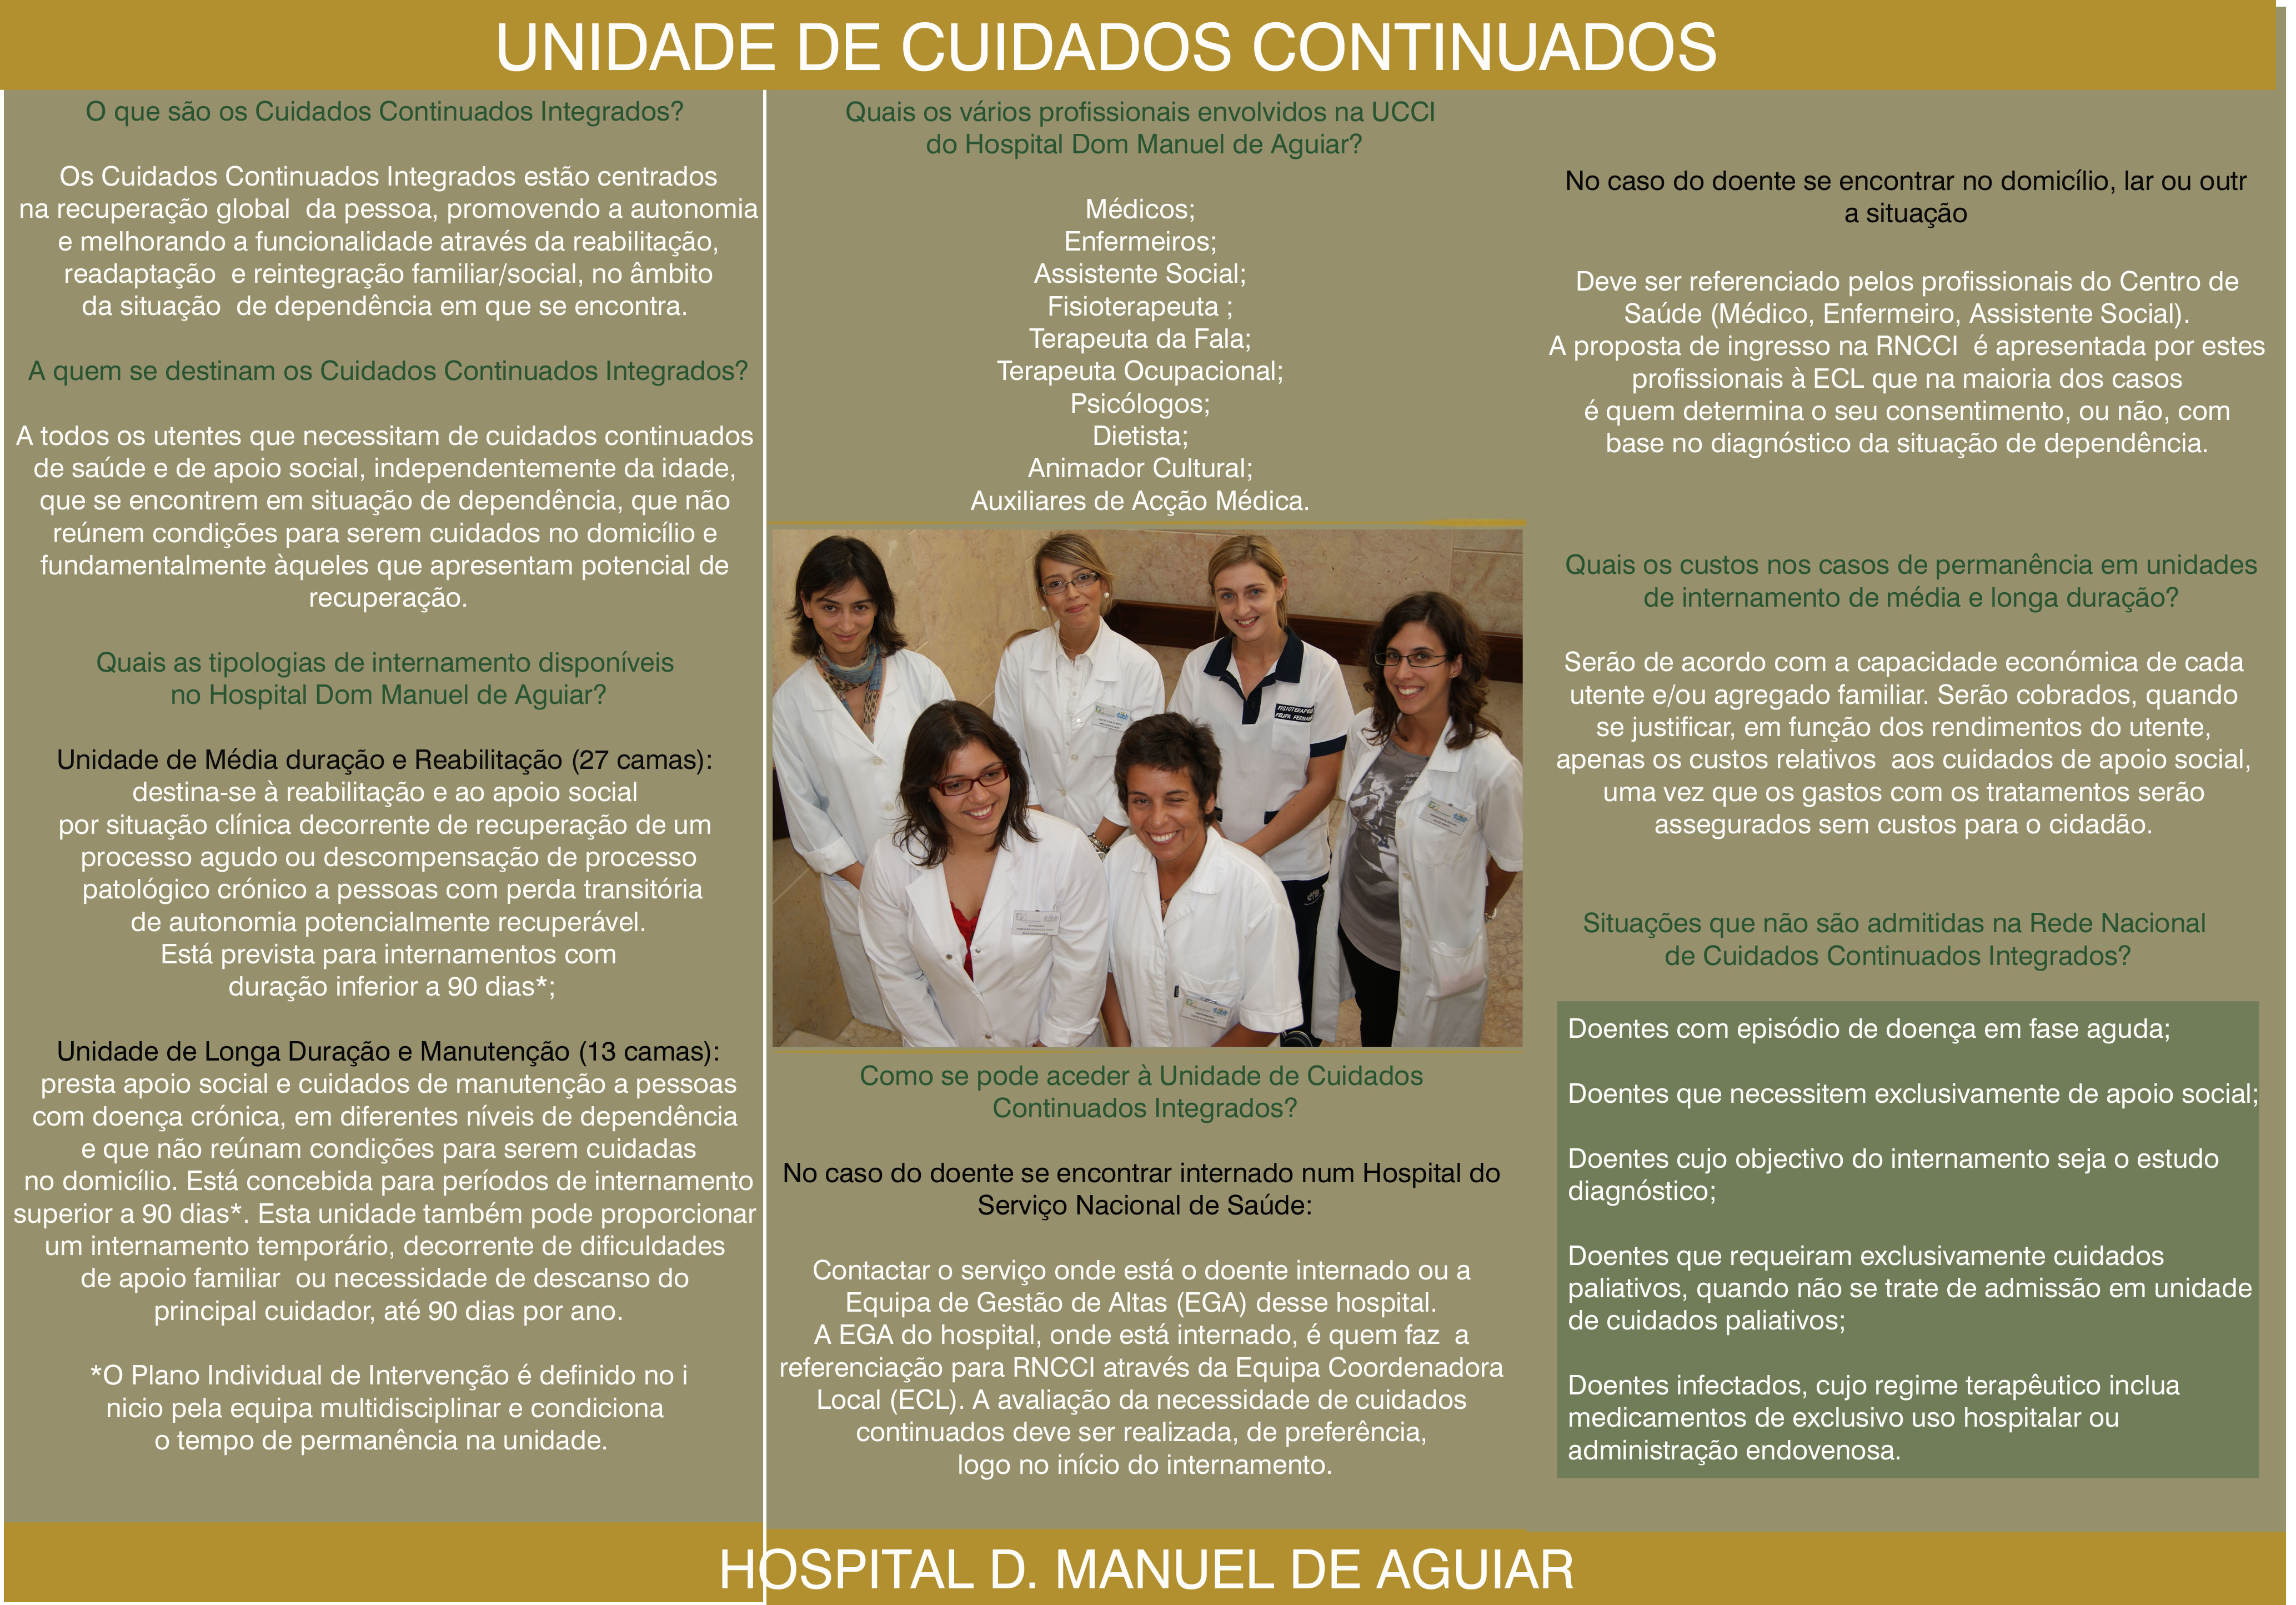 UNIDADE DE CUIDADOS CONTINUADOS
O que são os Cuidados Continuados Integrados?
Os Cuidados Continuados Integrados estão centrados
na recuperação global da pessoa, promovendo a autonomia
e melhorando a funcionalidade através da reabilitação,
readaptação e reintegração familiar/social, no âmbito
da situação de dependência em que se encontra.
A quem se destinam os Cuidados Continuados Integrados?
A todos os utentes que necessitam de cuidados continuados
de saúde e de apoio social, independentemente da idade,
que se encontrem em situação de dependência, que não
reúnem condições para serem cuidados no domicílio e
fundamentalmente àqueles que apresentam potencial de
recuperação.
Quais as tipologias de internamento disponíveis
no Hospital Dom Manuel de Aguiar?
Unidade de Média duração e Reabilitação (27 camas):
destina-se à reabilitação e ao apoio social
por situação clínica decorrente de recuperação de um
processo agudo ou descompensação de processo
patológico crónico a pessoas com perda transitória
de autonomia potencialmente recuperável.
Está prevista para internamentos com
duração inferior a 90 dias*;
Unidade de Longa Duração e Manutenção (13 camas):
presta apoio social e cuidados de manutenção a pessoas
com doença crónica, em diferentes níveis de dependência
e que não reúnam condições para serem cuidadas
no domicílio. Está concebida para períodos de internamento
superior a 90 dias*. Esta unidade também pode proporcionar
um internamento temporário, decorrente de dificuldades
de apoio familiar ou necessidade de descanso do
principal cuidador, até 90 dias por ano.
*O Plano Individual de Intervenção é definido no i
nicio pela equipa multidisciplinar e condiciona
o tempo de permanência na unidade.
Quais os vários profissionais envolvidos na UCCI
do Hospital Dom Manuel de Aguiar?
Médicos;
Enfermeiros;
Assistente Social;
Fisioterapeuta ;
Terapeuta da Fala;
Terapeuta Ocupacional;
Psicólogos;
Dietista;
Animador Cultural;
Auxiliares de Acção Médica.
FISIOTERAPEUTA
FILIPA
Como se pode aceder à Unidade de Cuidados
Continuados Integrados?
No caso do doente se encontrar internado num Hospital do
Serviço Nacional de Saúde:
Contactar o serviço onde está o doente internado ou a
Equipa de Gestão de Altas (EGA) desse hospital.
A EGA do hospital, onde está internado, é quem faz a
referenciação para RNCCI através da Equipa Coordenadora
Local (ECL). A avaliação da necessidade de cuidados
continuados deve ser realizada, de preferência,
logo no início do internamento.
No caso do doente se encontrar no domicílio, lar ou outr
a situação
Deve ser referenciado pelos profissionais do Centro de
Saúde (Médico, Enfermeiro, Assistente Social).
A proposta de ingresso na RNCCI é apresentada por estes
profissionais à ECL que na maioria dos casos
é quem determina o seu consentimento, ou não, com
base no diagnóstico da situação de dependência.
Quais os custos nos casos de permanência em unidades
de internamento de média e longa duração?
Serão de acordo com a capacidade económica de cada
utente e/ou agregado familiar. Serão cobrados, quando
se justificar, em função dos rendimentos do utente,
apenas os custos relativos aos cuidados de apoio social,
uma vez que os gastos com os tratamentos serão
assegurados sem custos para o cidadão.
Situações que não são admitidas na Rede Nacional
de Cuidados Continuados Integrados?
Doentes com episódio de doença em fase aguda;
Doentes que necessitem exclusivamente de apoio social;
Doentes cujo objectivo do internamento seja o estudo
diagnóstico;
Doentes que requeiram exclusivamente cuidados
paliativos, quando não se trate de admissão em unidade
de cuidados paliativos;
Doentes infectados, cujo regime terapêutico inclua
medicamentos de exclusivo uso hospitalar ou
administração endovenosa.
HOSPITAL D. MANUEL DE AGUIAR